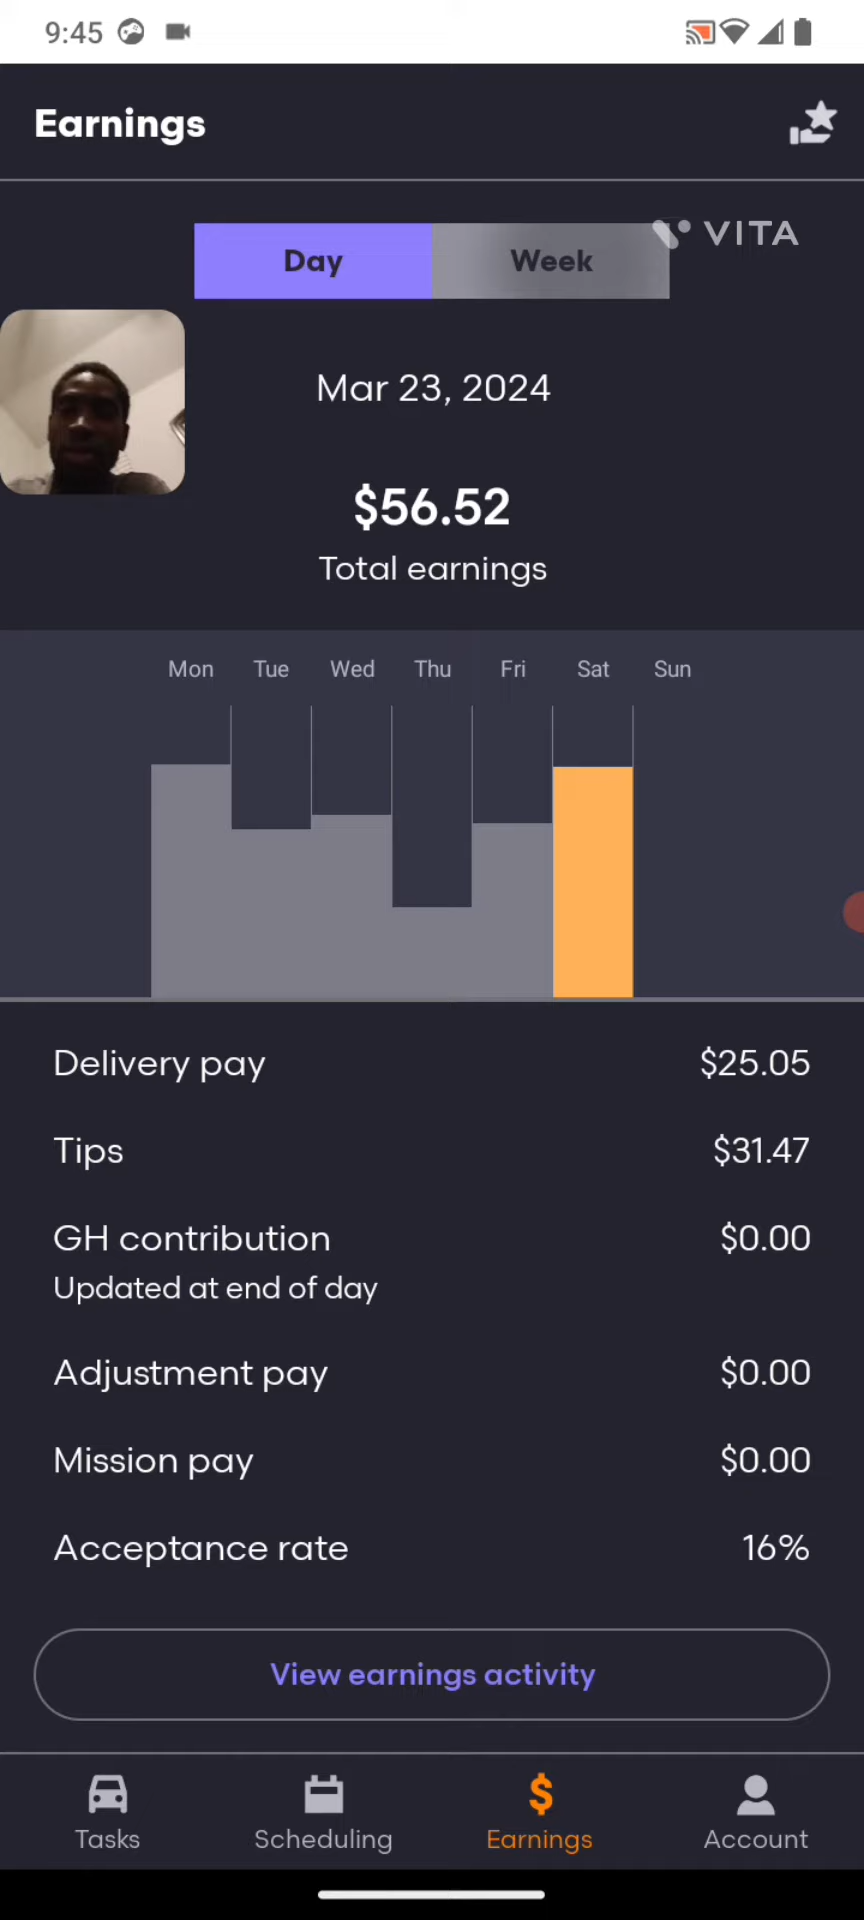 9:45
Earnings
Day Week
VITA
Mar 23, 2024
$56.52
Total earnings
Mon Tue Wed Thu Fri Sat Sun
Delivery pay $25.05
Tips $31.47
GH contribution $0.00
Updated at end of day
Adjustment pay $0.00
Mission pay $0.00
Acceptance rate 16%
View earnings activity
Tasks Scheduling Earnings Account